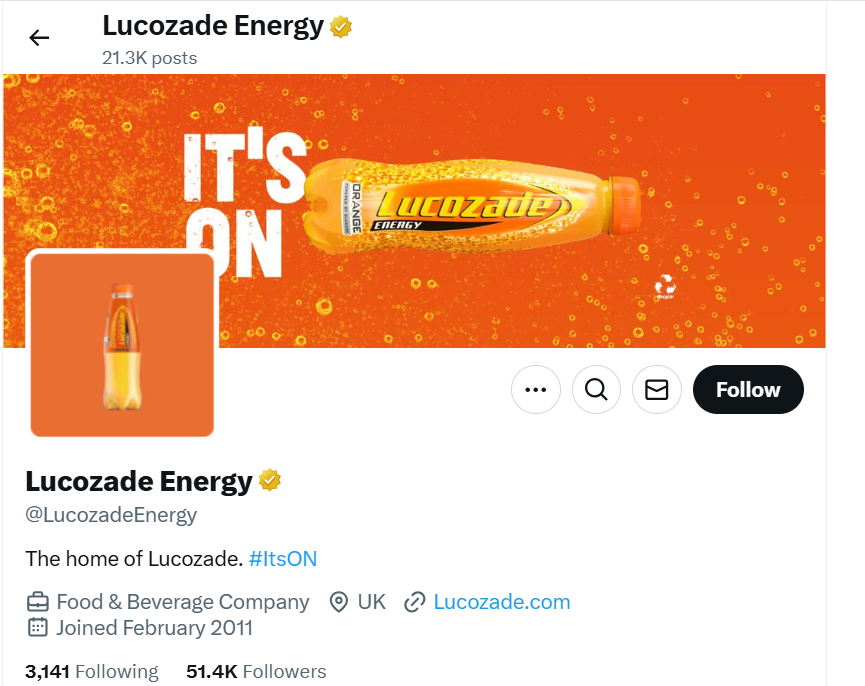 Lucozade Energy
21.3K posts
IT'S
ON
ORANGE
Lucozade
ENERGY
Follow
Lucozade Energy
@LucozadeEnergy
The home of Lucozade. #ItsON
Food & Beverage Company UK Lucozade.com
Joined February 2011
3,141 Following 51.4K Followers